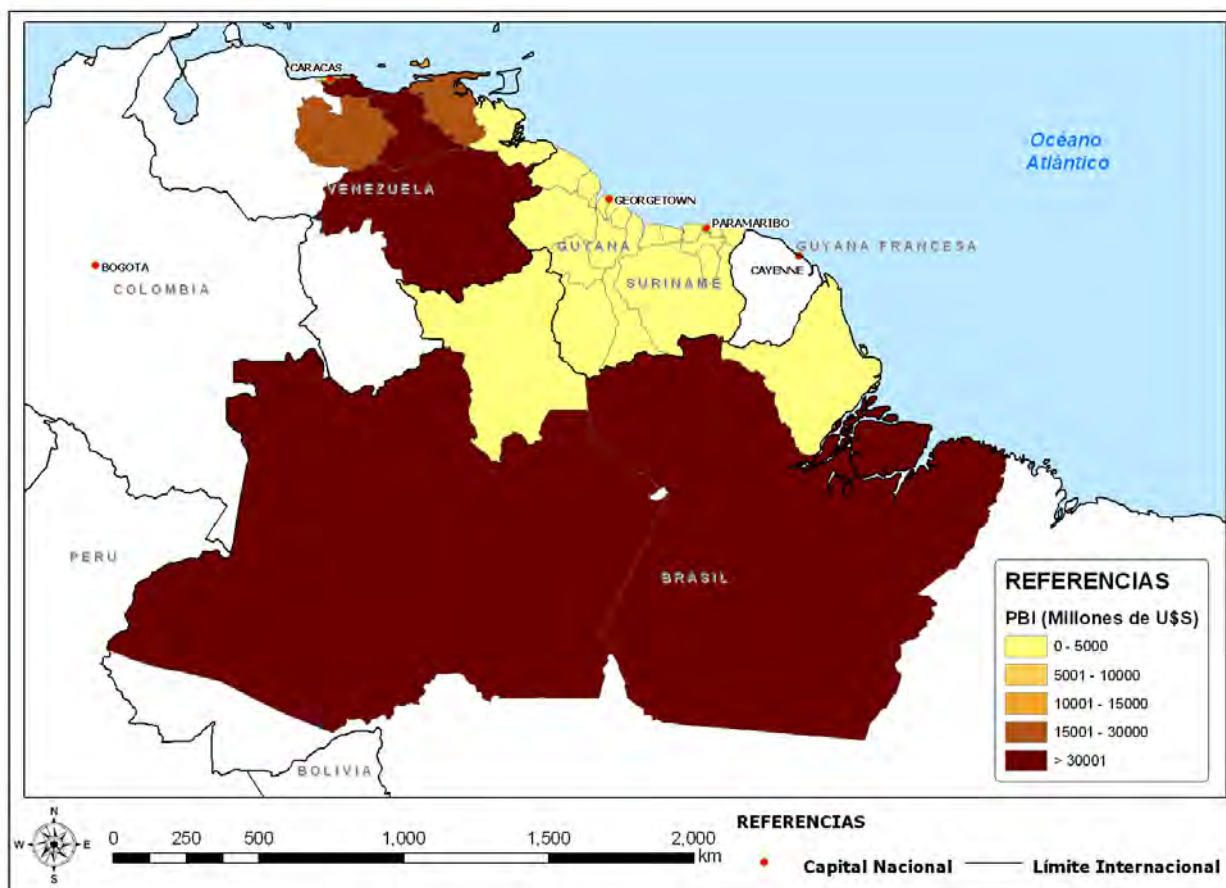 CARACAS
Océano
Atlántico
VENEZUELA
GEORGETOWN
PARAMARIBO
GUYANA
GUYANA FRANCESA
BOGOTA
CAYENNE
SURINAME
COLOMBIA
PERU
BRASIL
BOLIVIA
REFERENCIAS
PBI (Millones de U$S)
0 - 5000
5001 - 10000
10001 - 15000
15001 - 30000
> 30001
N
W
E
S
0 250 500 1,000 1,500 2,000
km
REFERENCIAS
Capital Nacional
Límite Internacional